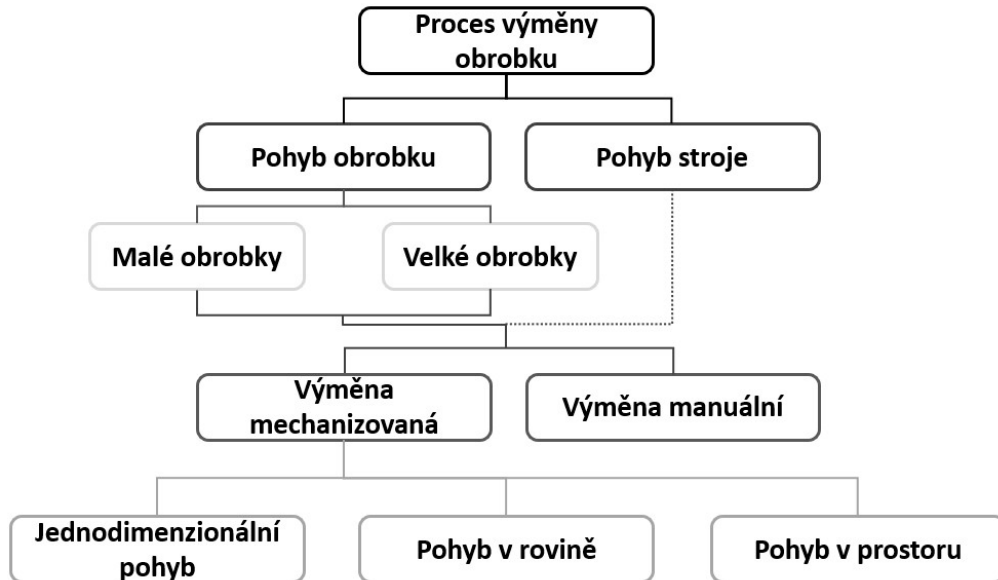 Proces výměny
obrobku
Pohyb obrobku
Pohyb stroje
Malé obrobky
Velké obrobky
Výměna
mechanizovaná
Výměna manuální
Jednodimenzionální
pohyb
Pohyb v rovině
Pohyb v prostoru